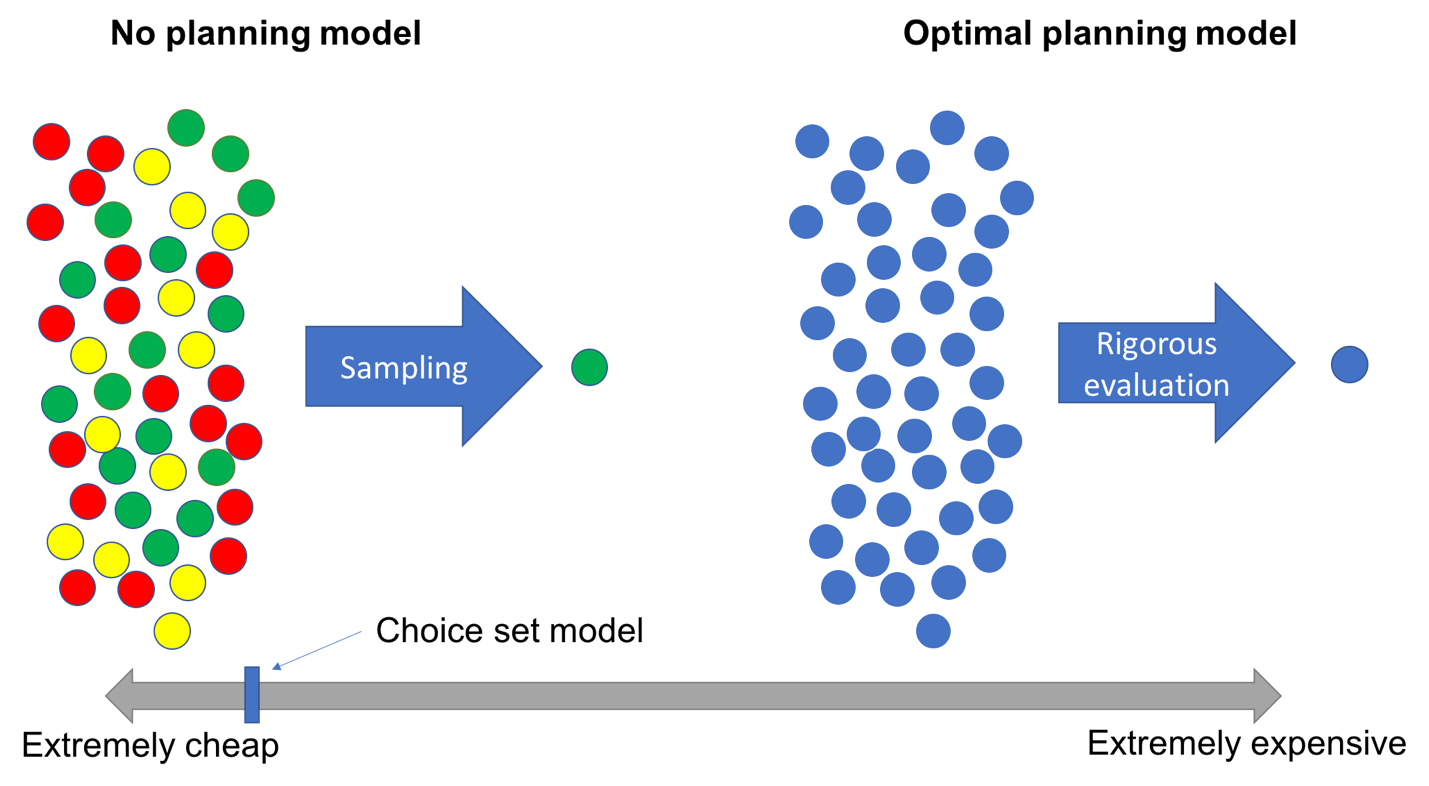 No planning model
Optimal planning model
Sampling
Rigorous
evaluation
Choice set model
Extremely cheap
Extremely expensive